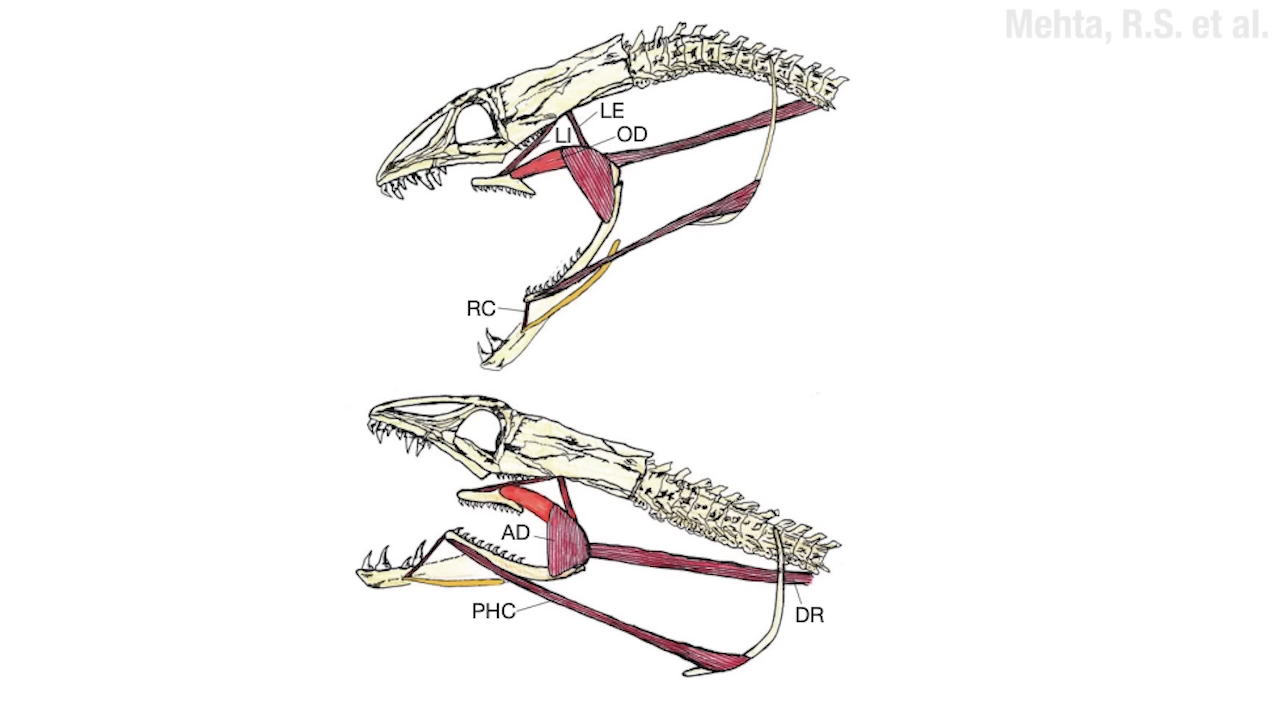 Mehta, R.S. et al.
LE
LI
OD
RC
AD
PHC
DR